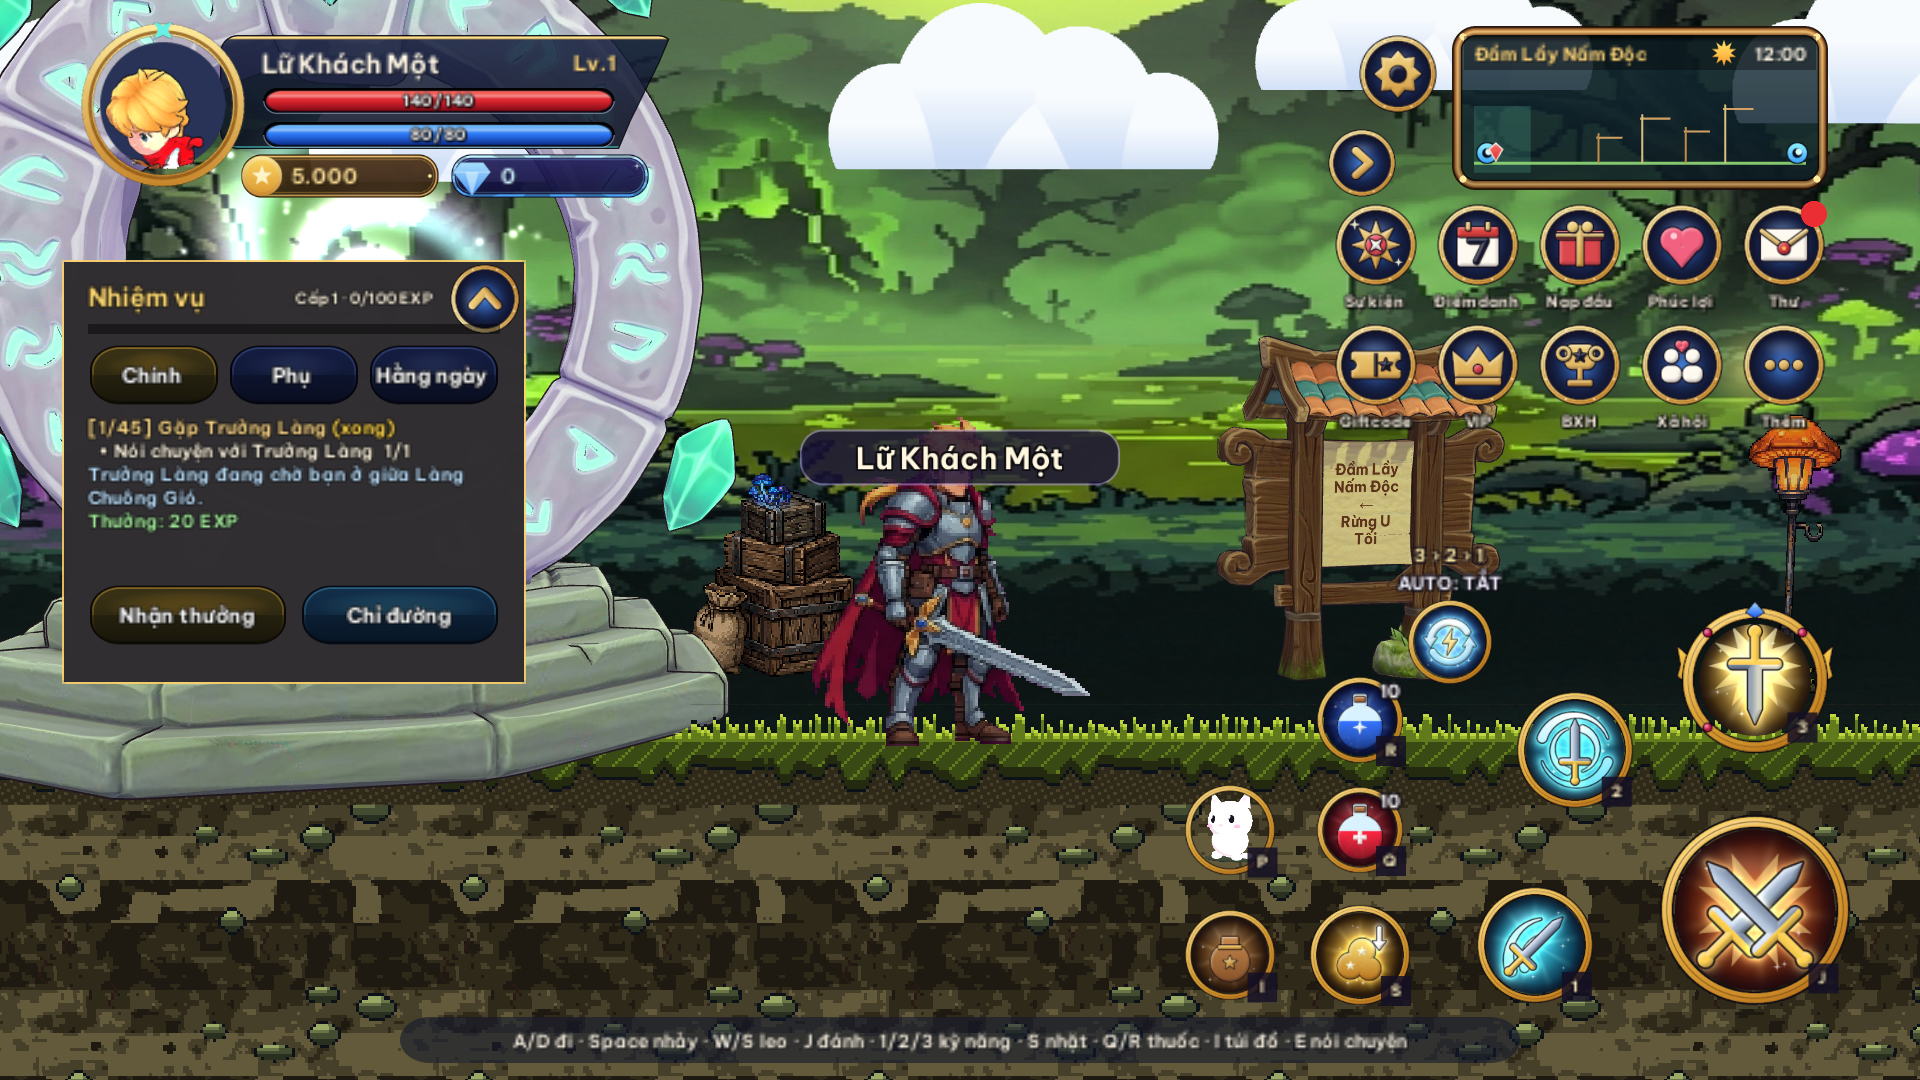 Lữ Khách Một
Lv.1
140/140
80/80
5.000
0
Đầm Lầy Nấm Độc
12:00
Nhiệm vụ
Cấp 1 · 0/100 EXP
Chính
Phụ
Hằng ngày
[1/45] Gặp Trưởng Làng (xong)
• Nói chuyện với Trưởng Làng 1/1
Trưởng Làng đang chờ bạn ở giữa Làng
Chuông Gió.
Thưởng: 20 EXP
Nhận thưởng
Chỉ đường
Sự kiện
Điểm danh
Nạp đầu
Phúc lợi
Thư
7
Giftcode
VIP
BXH
Xã hội
Thêm
Lữ Khách Một
Đầm Lầy
Nấm Độc
←
Rừng U
Tối
3 › 2 › 1
AUTO: TẮT
10
R
10
Q
P
I
S
1
2
3
J
A/D đi · Space nhảy · W/S leo · J đánh · 1/2/3 kỹ năng · S nhặt · Q/R thuốc · I túi đồ · E nói chuyện